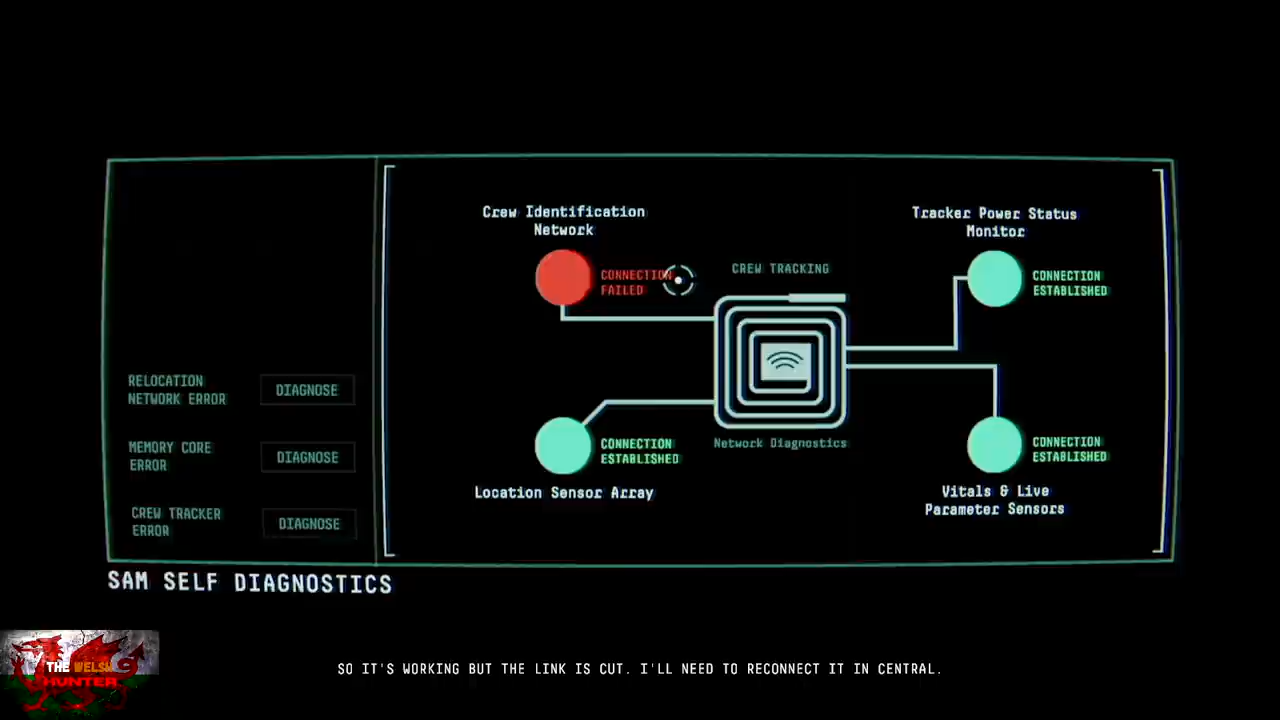 Crew Identification
Network
CONNECTION
FAILED
CREW TRACKING
Tracker Power Status
Monitor
CONNECTION
ESTABLISHED
RELOCATION
NETWORK ERROR
DIAGNOSE
MEMORY CORE
ERROR
DIAGNOSE
CREW TRACKER
ERROR
DIAGNOSE
CONNECTION
ESTABLISHED
Location Sensor Array
Network Diagnostics
CONNECTION
ESTABLISHED
Vitals & Live
Parameter Sensors
SAM SELF DIAGNOSTICS
THE WELSH
HUNTER
SO IT'S WORKING BUT THE LINK IS CUT. I'LL NEED TO RECONNECT IT IN CENTRAL.